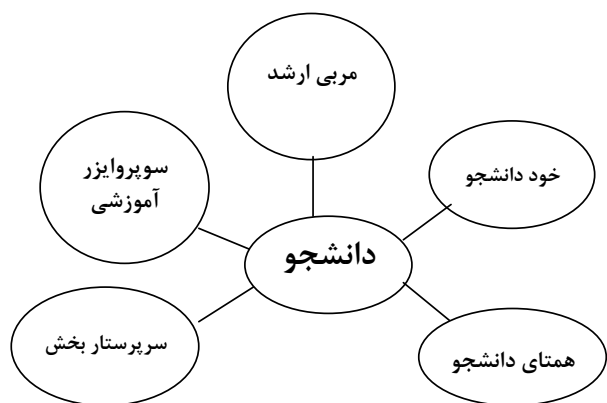 مربی ارشد
سوپروایزر
آموزشی
خود دانشجو
دانشجو
سرپرستار بخش
همتای دانشجو